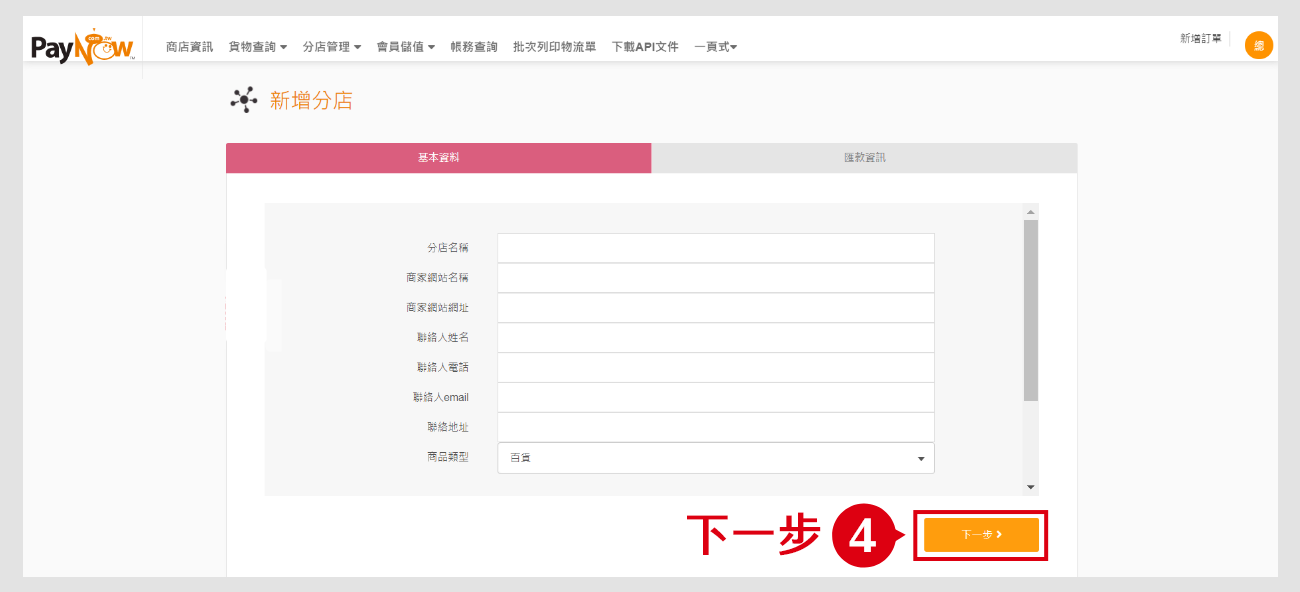 PayNow.com.tw
商店資訊 貨物查詢 分店管理 會員儲值 帳務查詢 批次列印物流單 下載API文件 一頁式 新增訂單 總
新增分店
基本資料 匯款資訊
分店名稱
商家網站名稱
商家網站網址
聯絡人姓名
聯絡人電話
聯絡人email
聯絡地址
商品類型 百貨
下一步 4 下一步